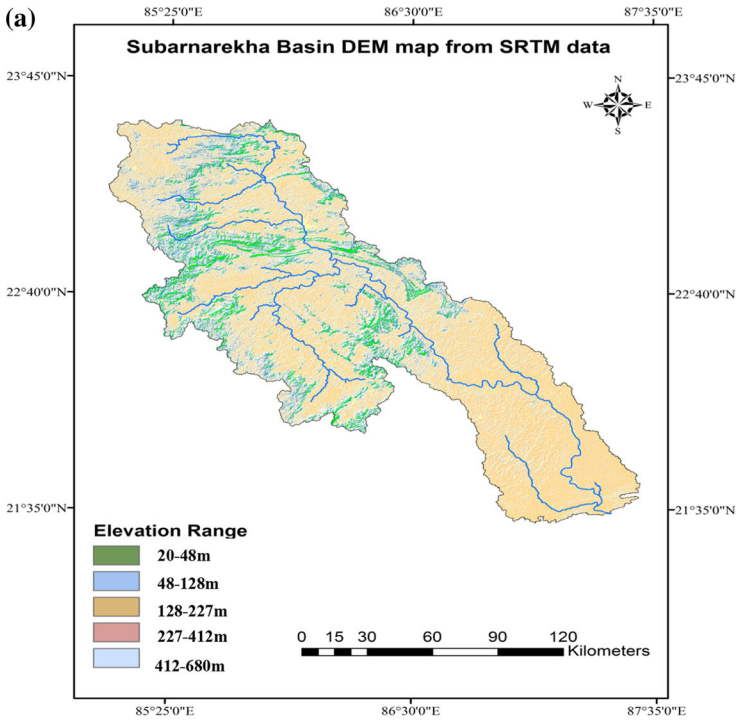 (a)
85°25'0"E 86°30'0"E 87°35'0"E
Subarnarekha Basin DEM map from SRTM data
23°45'0"N 23°45'0"N
N
W E
S
22°40'0"N 22°40'0"N
21°35'0"N 21°35'0"N
Elevation Range
20-48m
48-128m
128-227m
227-412m
412-680m
0 15 30 60 90 120
Kilometers
85°25'0"E 86°30'0"E 87°35'0"E